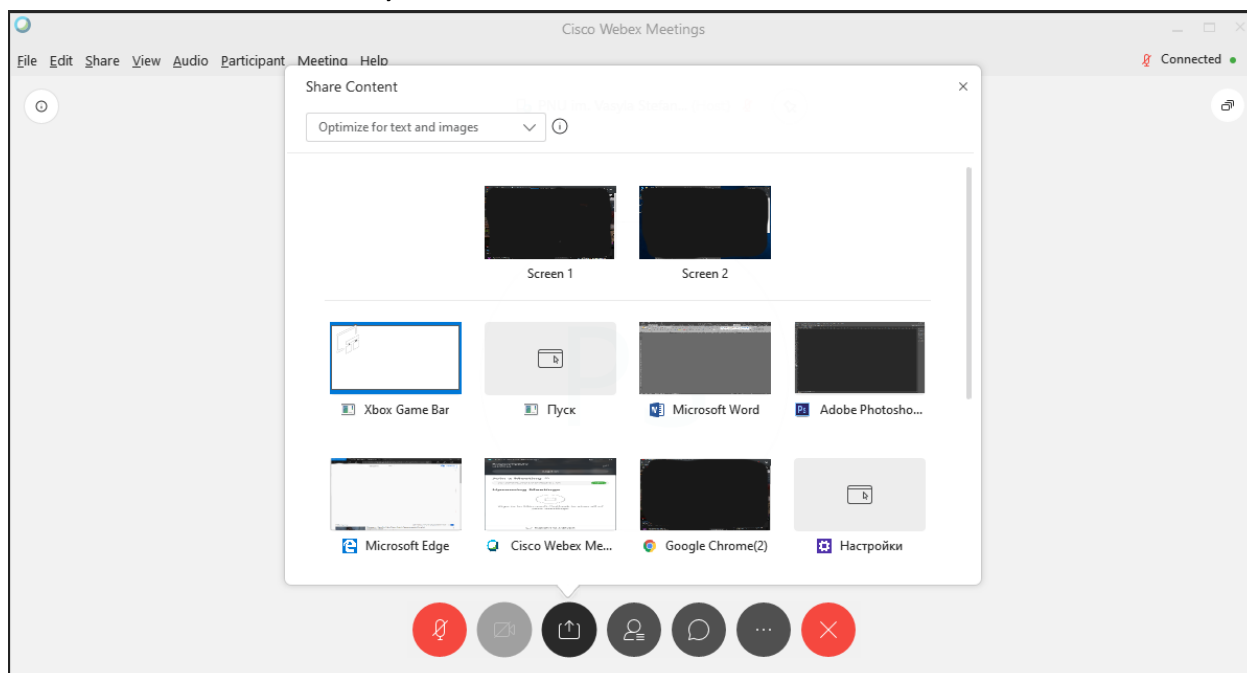 Cisco Webex Meetings
File Edit Share View Audio Participant Meeting Help
Connected
Share Content
Optimize for text and images
Screen 1 Screen 2
Xbox Game Bar Пуск Microsoft Word Adobe Photosho...
Upcoming Meetings
Microsoft Edge Cisco Webex Me... Google Chrome(2) Настройки